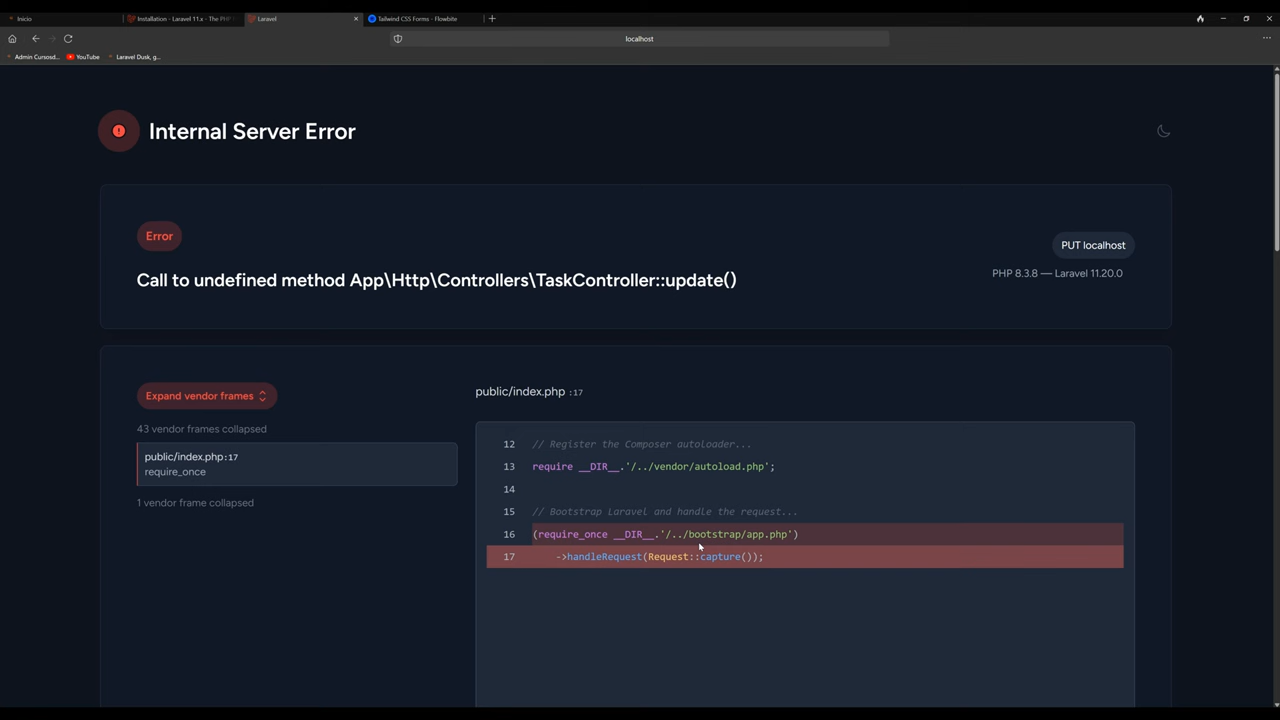 Inicio
Installation - Laravel 11.x - The PHP
Laravel
Tailwind CSS Forms - Flowbite
localhost
Admin Cursosd...
YouTube
Laravel Dusk, g...
Internal Server Error
Error
PUT localhost
Call to undefined method App\Http\Controllers\TaskController::update()
PHP 8.3.8 — Laravel 11.20.0
Expand vendor frames
43 vendor frames collapsed
public/index.php:17
require_once
1 vendor frame collapsed
public/index.php :17
12 // Register the Composer autoloader...
13 require __DIR__.'/../vendor/autoload.php';
14
15 // Bootstrap Laravel and handle the request...
16 (require_once __DIR__.'/../bootstrap/app.php')
17 ->handleRequest(Request::capture());